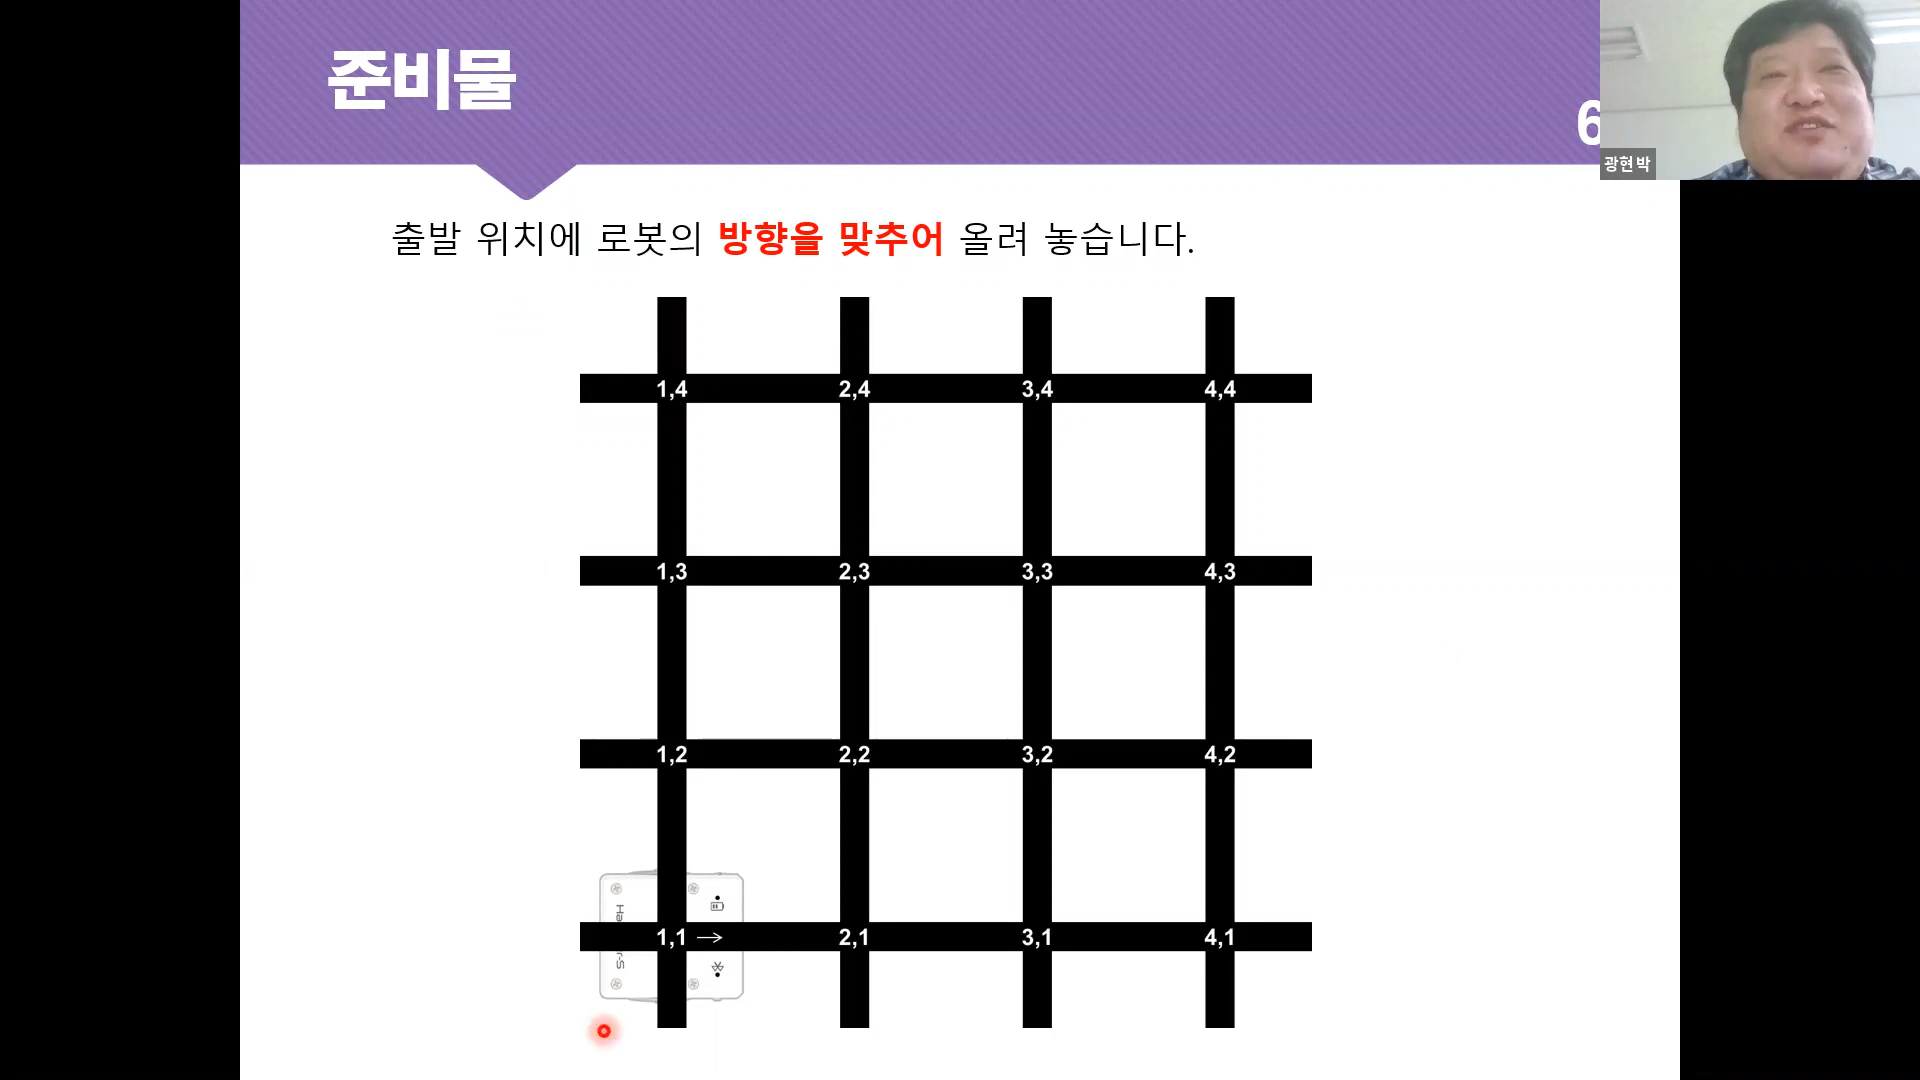 준비물
6
광현 박
출발 위치에 로봇의 방향을 맞추어 올려 놓습니다.
1,4 2,4 3,4 4,4
1,3 2,3 3,3 4,3
1,2 2,2 3,2 4,2
1,1 → 2,1 3,1 4,1